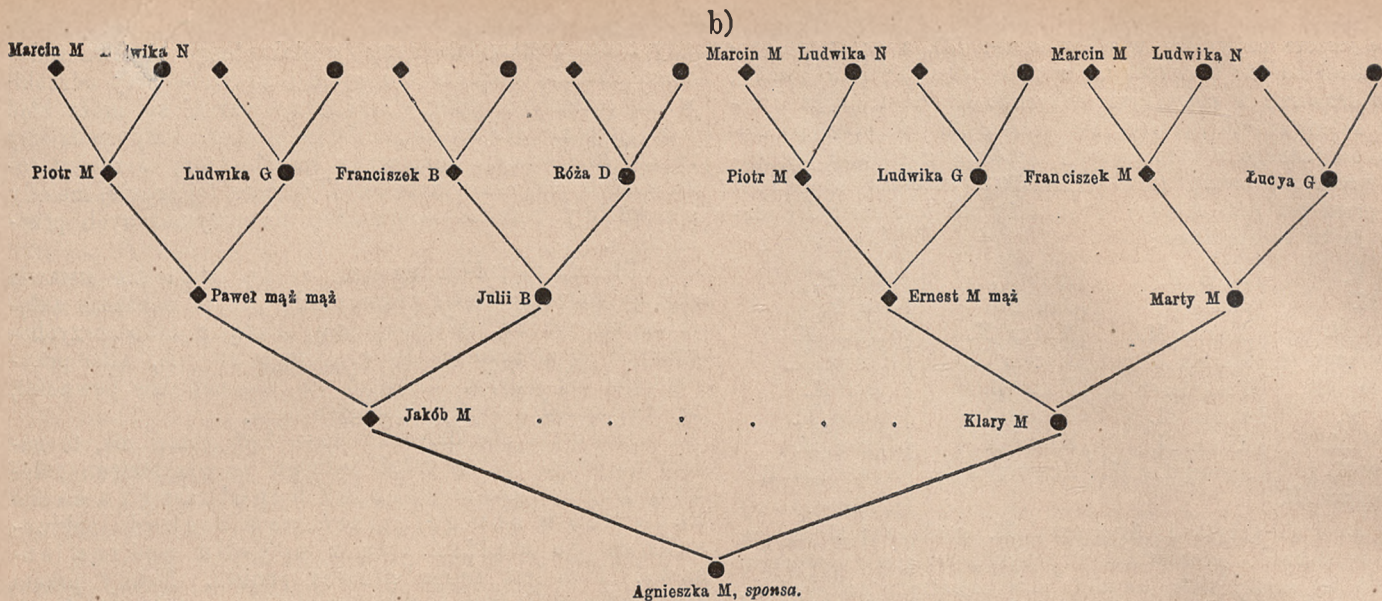 b)
Marcin M wika N Marcin M Ludwika N Marcin M Ludwika N
Piotr M Ludwika G Franciszek B Róża D Piotr M Ludwika G Franciszek M Łucya G
Paweł mąż mąż Julii B Ernest M mąż Marty M
Jakób M . . . . . . Klary M
Agnieszka M, sponsa.